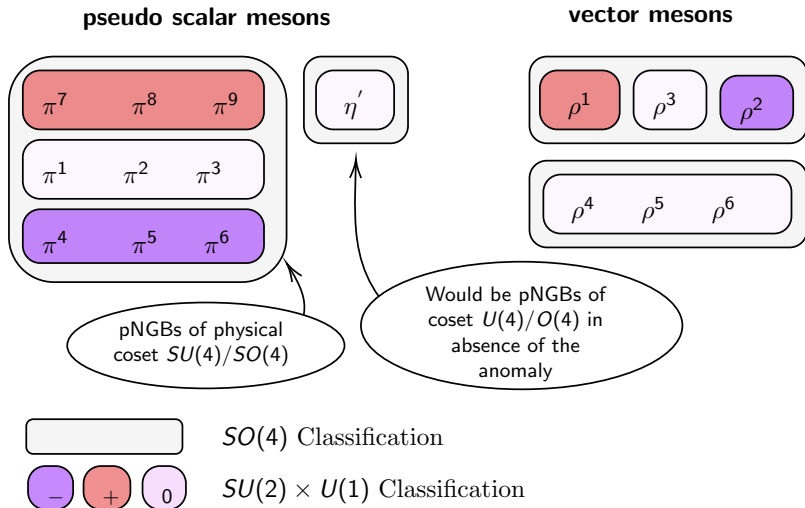 pseudo scalar mesons
vector mesons
π⁷ π⁸ π⁹
π¹ π² π³
π⁴ π⁵ π⁶
η′
ρ¹ ρ³ ρ²
ρ⁴ ρ⁵ ρ⁶
pNGBs of physical
coset SU(4)/SO(4)
Would be pNGBs of
coset U(4)/O(4) in
absence of the
anomaly
SO(4) Classification
− + 0
SU(2) × U(1) Classification